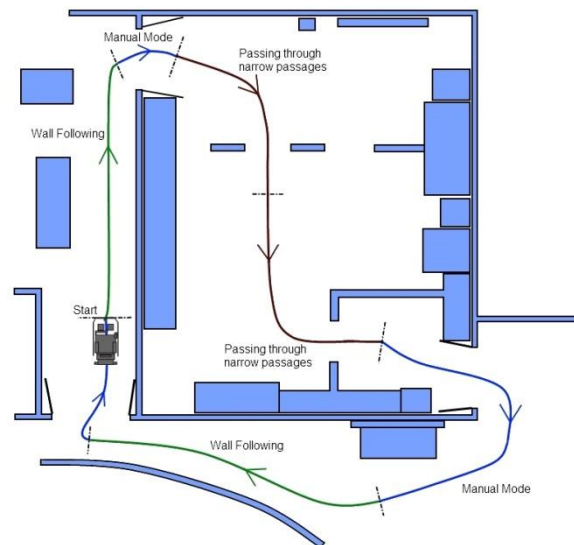 Manual Mode
Passing through
narrow passages
Wall Following
Start
Passing through
narrow passages
Wall Following
Manual Mode